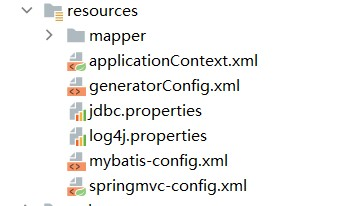 resources
mapper
applicationContext.xml
generatorConfig.xml
jdbc.properties
log4j.properties
mybatis-config.xml
springmvc-config.xml